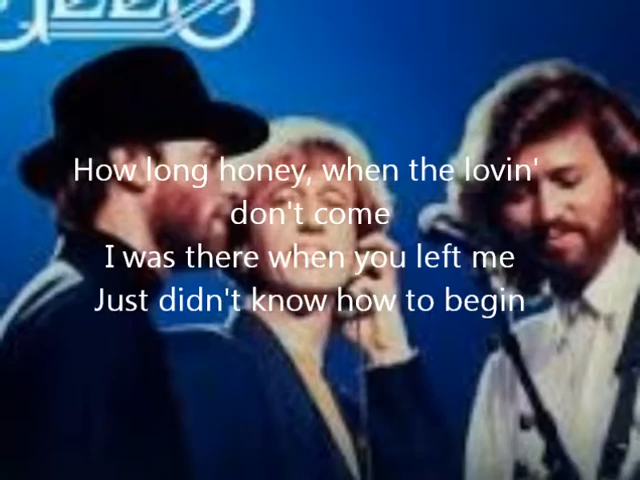 How long honey, when the lovin'
don't come
I was there when you left me
Just didn't know how to begin